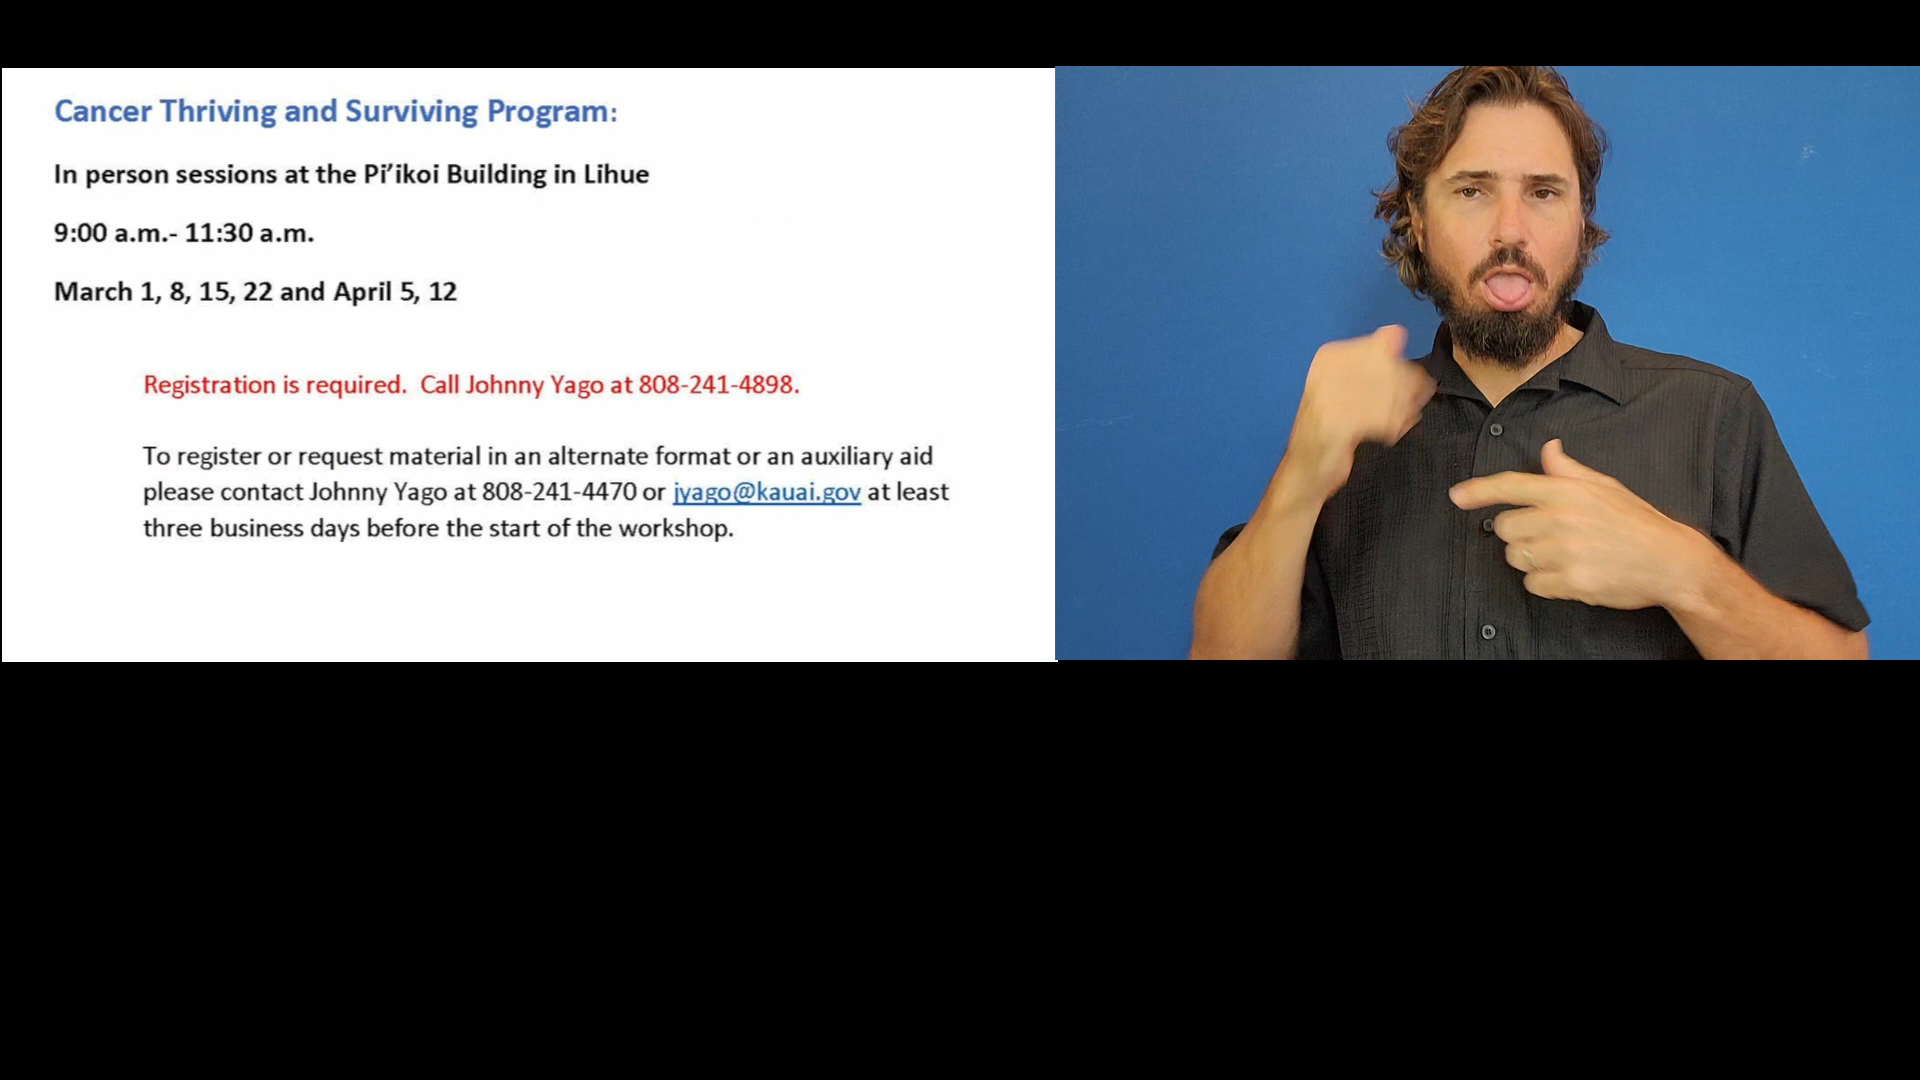 Cancer Thriving and Surviving Program:
In person sessions at the Pi’ikoi Building in Lihue
9:00 a.m.- 11:30 a.m.
March 1, 8, 15, 22 and April 5, 12
Registration is required.  Call Johnny Yago at 808-241-4898.
To register or request material in an alternate format or an auxiliary aid
please contact Johnny Yago at 808-241-4470 or jyago@kauai.gov at least
three business days before the start of the workshop.